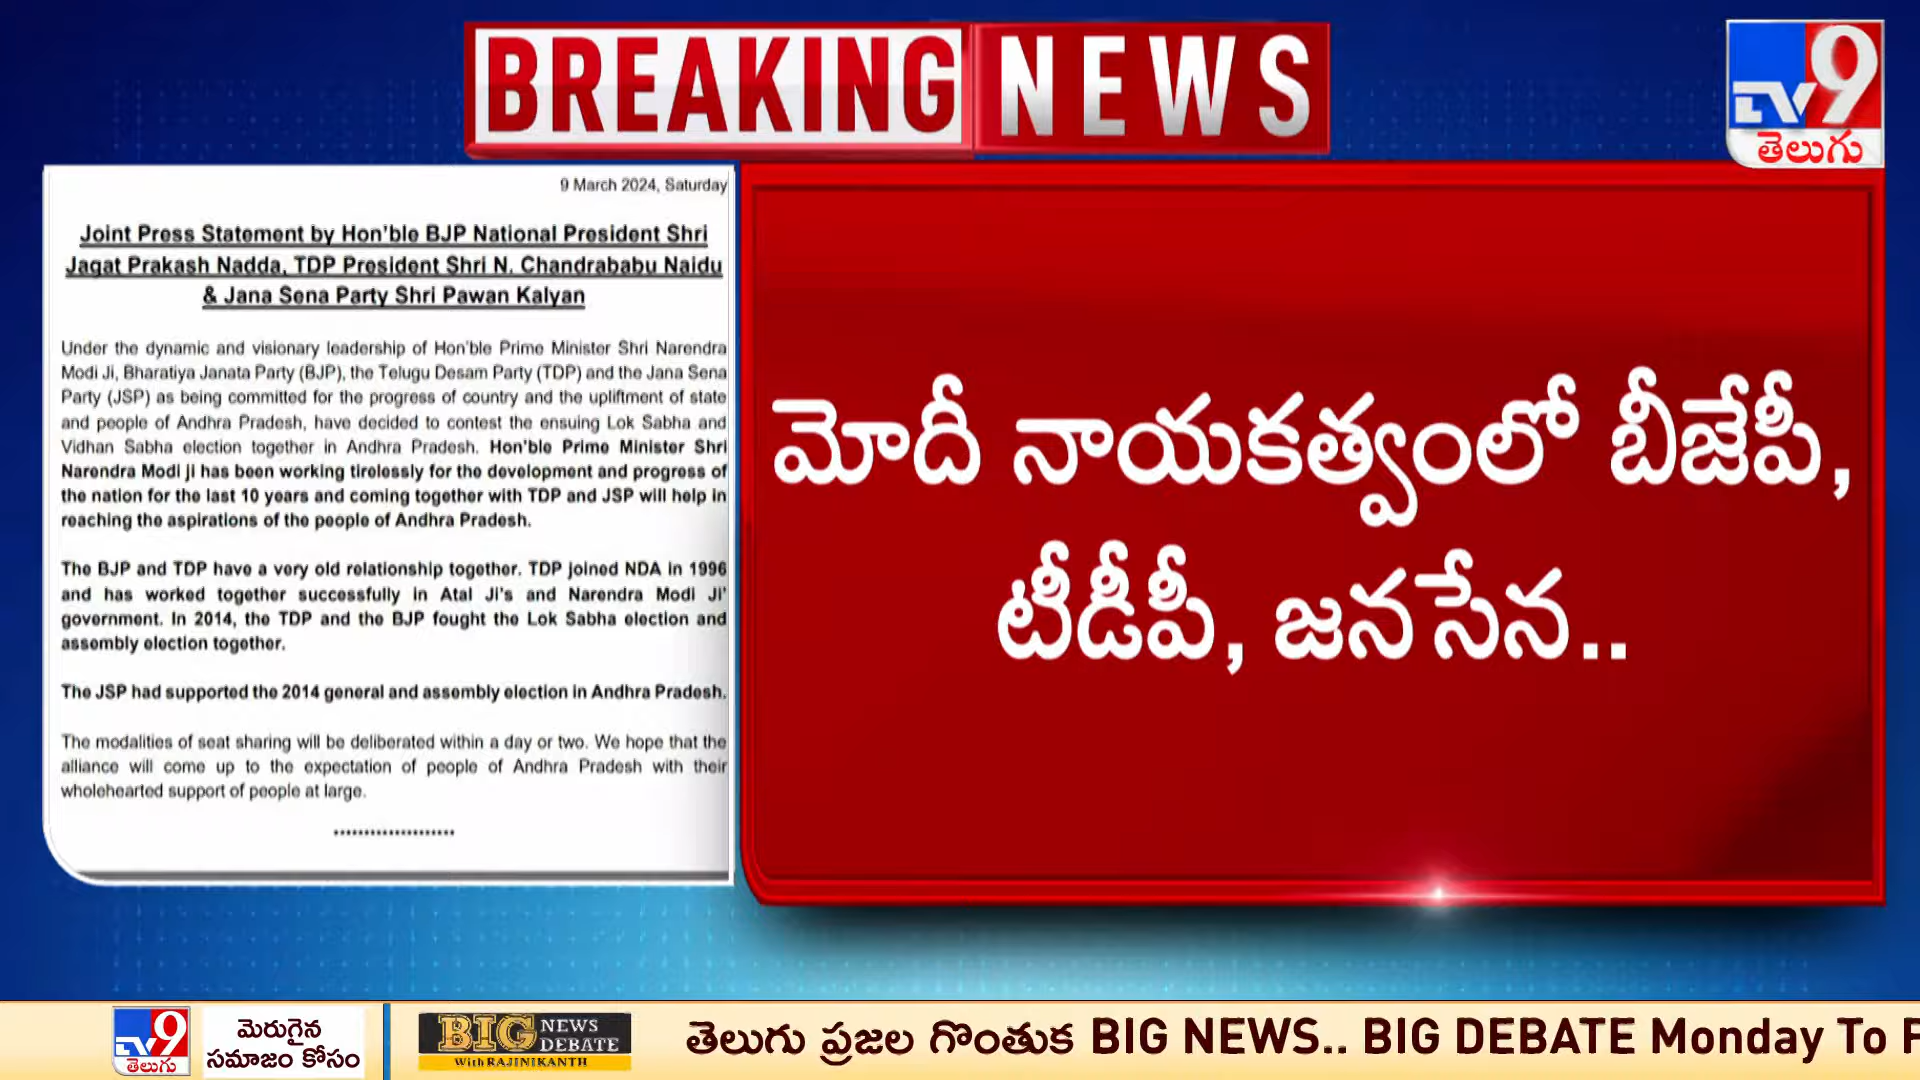 BREAKING NEWS
TV9
తెలుగు
9 March 2024, Saturday
Joint Press Statement by Hon'ble BJP National President Shri
Jagat Prakash Nadda, TDP President Shri N. Chandrababu Naidu
& Jana Sena Party Shri Pawan Kalyan
Under the dynamic and visionary leadership of Hon'ble Prime Minister Shri Narendra
Modi Ji, Bharatiya Janata Party (BJP), the Telugu Desam Party (TDP) and the Jana Sena
Party (JSP) as being committed for the progress of country and the upliftment of state
and people of Andhra Pradesh, have decided to contest the ensuing Lok Sabha and
Vidhan Sabha election together in Andhra Pradesh. Hon'ble Prime Minister Shri
Narendra Modi ji has been working tirelessly for the development and progress of
the nation for the last 10 years and coming together with TDP and JSP will help in
reaching the aspirations of the people of Andhra Pradesh.
The BJP and TDP have a very old relationship together. TDP joined NDA in 1996
and has worked together successfully in Atal Ji's and Narendra Modi Ji'
government. In 2014, the TDP and the BJP fought the Lok Sabha election and
assembly election together.
The JSP had supported the 2014 general and assembly election in Andhra Pradesh.
The modalities of seat sharing will be deliberated within a day or two. We hope that the
alliance will come up to the expectation of people of Andhra Pradesh with their
wholehearted support of people at large.
********************
మోదీ నాయకత్వంలో బీజేపీ,
టీడీపీ, జనసేన..
TV9
తెలుగు
మెరుగైన
సమాజం కోసం
BIG NEWS
DEBATE
With RAJINIKANTH
తెలుగు ప్రజల గొంతుక BIG NEWS.. BIG DEBATE Monday To F